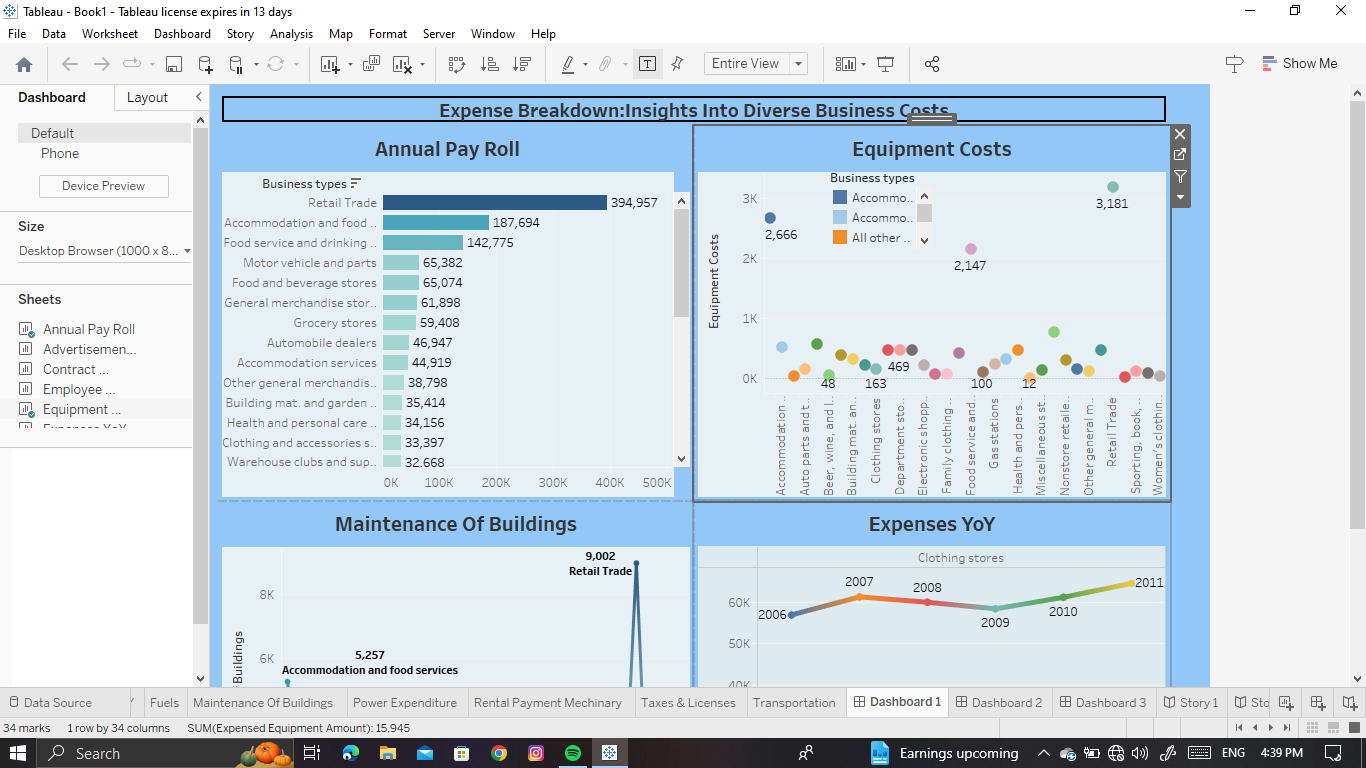 Tableau - Book1 - Tableau license expires in 13 days
File Data Worksheet Dashboard Story Analysis Map Format Server Window Help
Entire View
Show Me
Dashboard Layout
Default
Phone
Device Preview
Size
Desktop Browser (1000 x 8...
Sheets
Annual Pay Roll
Advertisemen...
Contract ...
Employee ...
Equipment ...
Expenses YoY
Expense Breakdown:Insights Into Diverse Business Costs
Annual Pay Roll
Business types
Retail Trade 394,957
Accommodation and food .. 187,694
Food service and drinking .. 142,775
Motor vehicle and parts 65,382
Food and beverage stores 65,074
General merchandise stor.. 61,898
Grocery stores 59,408
Automobile dealers 46,947
Accommodation services 44,919
Other general merchandis.. 38,798
Building mat. and garden .. 35,414
Health and personal care .. 34,156
Clothing and accessories s.. 33,397
Warehouse clubs and sup.. 32,668
0K 100K 200K 300K 400K 500K
Equipment Costs
Business types
Accommo..
Accommo..
All other ..
Equipment Costs
3K
2K
1K
0K
2,666
2,147
3,181
48 163 469 100 12
Accommodation ..
Auto parts and t..
Beer, wine, and l..
Building mat. an..
Clothing stores
Department sto..
Electronic shopp..
Family clothing ..
Food service and..
Gas stations
Health and pers..
Miscellaneous st..
Nonstore retaile..
Other general m..
Retail Trade
Sporting, book, ..
Women's clothin..
Maintenance Of Buildings
9,002
Retail Trade
8K
5,257
Accommodation and food services
6K
Buildings
Expenses YoY
Clothing stores
60K
50K
40K
2006 2007 2008 2009 2010 2011
Data Source Fuels Maintenance Of Buildings Power Expenditure Rental Payment Mechinary Taxes & Licenses Transportation Dashboard 1 Dashboard 2 Dashboard 3 Story 1 Sto
34 marks 1 row by 34 columns SUM(Expensed Equipment Amount): 15,945
Search
Earnings upcoming
ENG 4:39 PM